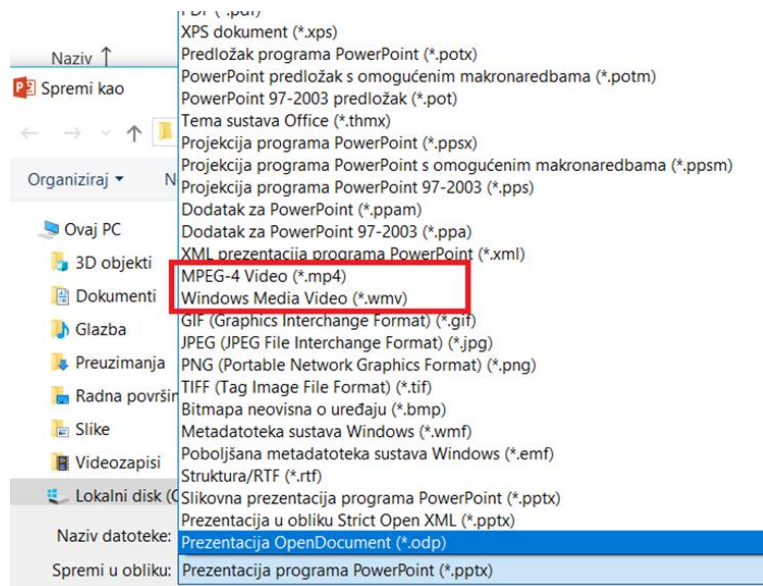 PDF (*.pdf)
XPS dokument (*.xps)
Naziv
Predložak programa PowerPoint (*.potx)
PowerPoint predložak s omogućenim makronaredbama (*.potm)
Spremi kao
PowerPoint 97-2003 predložak (*.pot)
Tema sustava Office (*.thmx)
Projekcija programa PowerPoint (*.ppsx)
Projekcija programa PowerPoint s omogućenim makronaredbama (*.ppsm)
Organiziraj
N
Projekcija programa PowerPoint 97-2003 (*.pps)
Dodatak za PowerPoint (*.ppam)
Ovaj PC
Dodatak za PowerPoint 97-2003 (*.ppa)
XML prezentacija programa PowerPoint (*.xml)
3D objekti
MPEG-4 Video (*.mp4)
Dokumenti
Windows Media Video (*.wmv)
GIF (Graphics Interchange Format) (*.gif)
Glazba
JPEG (JPEG File Interchange Format) (*.jpg)
Preuzimanja
PNG (Portable Network Graphics Format) (*.png)
TIFF (Tag Image File Format) (*.tif)
Radna površin
Bitmapa neovisna o uređaju (*.bmp)
Slike
Metadatoteka sustava Windows (*.wmf)
Poboljšana metadatoteka sustava Windows (*.emf)
Videozapisi
Struktura/RTF (*.rtf)
Lokalni disk (C
Slikovna prezentacija programa PowerPoint (*.pptx)
Prezentacija u obliku Strict Open XML (*.pptx)
Naziv datoteke:
Prezentacija OpenDocument (*.odp)
Spremi u obliku:
Prezentacija programa PowerPoint (*.pptx)